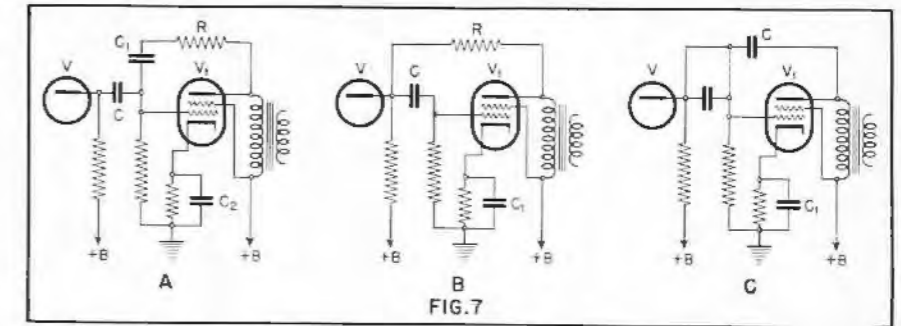 C₁ R
V C V₁
C₂
+B +B
A
R
V C V₁
C₁
+B +B
B
C
V V₁
C₁
+B +B
C
FIG.7